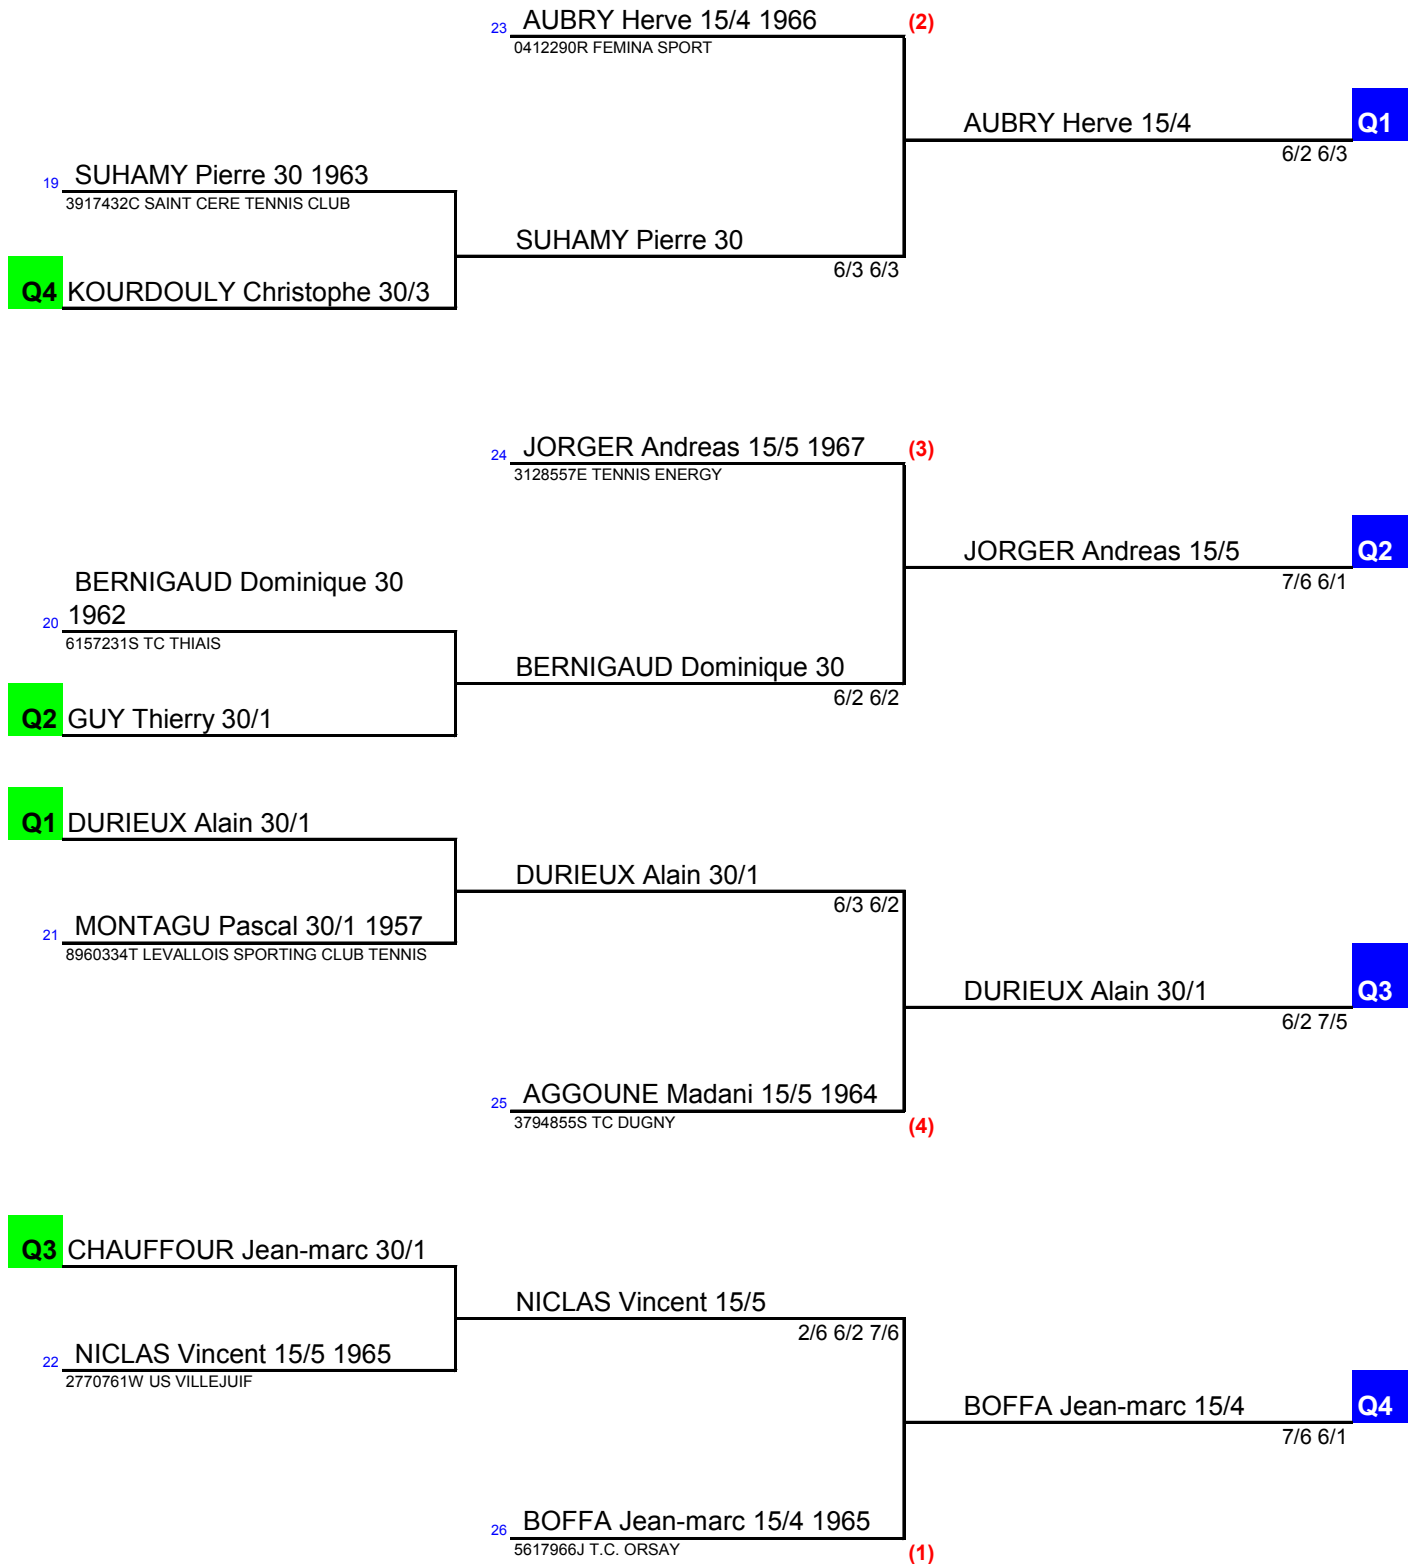 23 AUBRY Herve 15/4 1966 (2)
0412290R FEMINA SPORT
AUBRY Herve 15/4 Q1
6/2 6/3
19 SUHAMY Pierre 30 1963
3917432C SAINT CERE TENNIS CLUB
SUHAMY Pierre 30
6/3 6/3
Q4 KOURDOULY Christophe 30/3
24 JORGER Andreas 15/5 1967 (3)
3128557E TENNIS ENERGY
JORGER Andreas 15/5 Q2
7/6 6/1
BERNIGAUD Dominique 30
20 1962
6157231S TC THIAIS
BERNIGAUD Dominique 30
6/2 6/2
Q2 GUY Thierry 30/1
Q1 DURIEUX Alain 30/1
DURIEUX Alain 30/1
6/3 6/2
21 MONTAGU Pascal 30/1 1957
8960334T LEVALLOIS SPORTING CLUB TENNIS
DURIEUX Alain 30/1 Q3
6/2 7/5
25 AGGOUNE Madani 15/5 1964
3794855S TC DUGNY (4)
Q3 CHAUFFOUR Jean-marc 30/1
NICLAS Vincent 15/5
2/6 6/2 7/6
22 NICLAS Vincent 15/5 1965
2770761W US VILLEJUIF
BOFFA Jean-marc 15/4 Q4
7/6 6/1
26 BOFFA Jean-marc 15/4 1965
5617966J T.C. ORSAY (1)